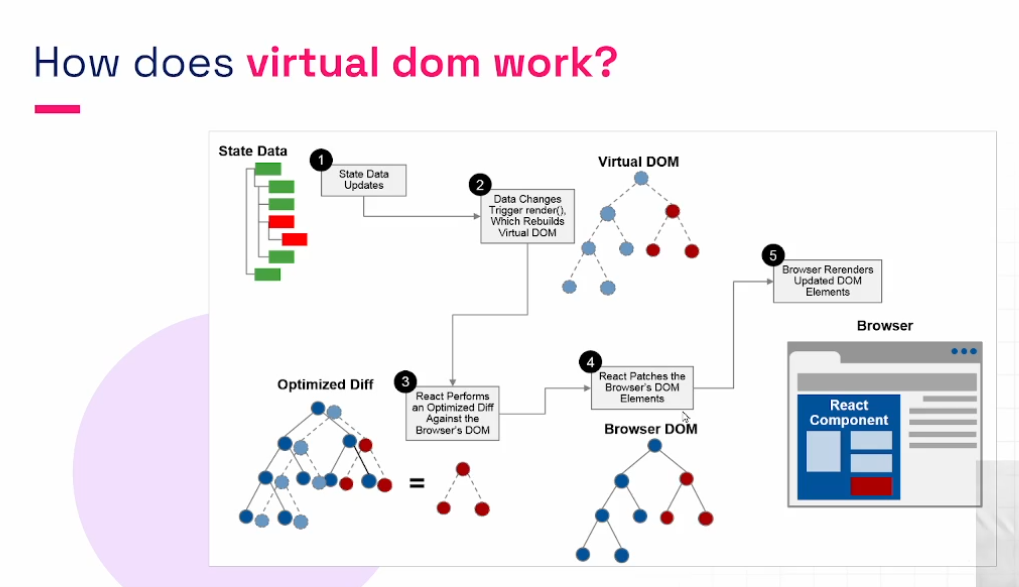 How does virtual dom work?
State Data
1
State Data
Updates
2
Data Changes
Trigger render(),
Which Rebuilds
Virtual DOM
Virtual DOM
5
Browser Rerenders
Updated DOM
Elements
Browser
React
Component
Optimized Diff
3
React Performs
an Optimized Diff
Against the
Browser's DOM
=
4
React Patches the
Browser's DOM
Elements
Browser DOM